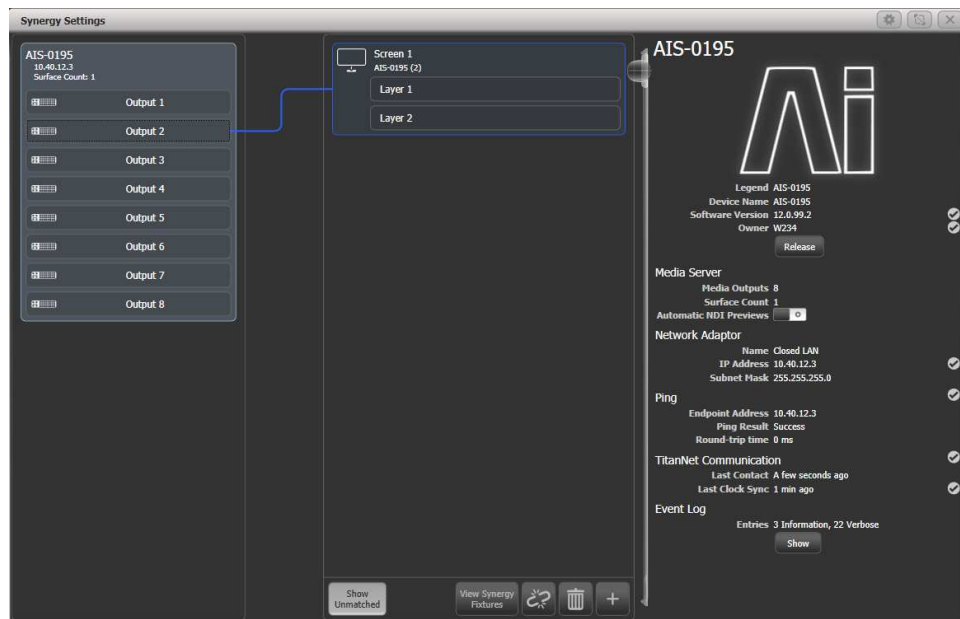 Synergy Settings
AIS-0195
10.40.12.3
Surface Count: 1
Output 1
Output 2
Output 3
Output 4
Output 5
Output 6
Output 7
Output 8
Screen 1
AIS-0195 (2)
Layer 1
Layer 2
Show
Unmatched
View Synergy
Fixtures
+
AIS-0195
Ai
Legend AIS-0195
Device Name AIS-0195
Software Version 12.0.99.2
Owner W234
Release
Media Server
Media Outputs 8
Surface Count 1
Automatic NDI Previews
Network Adaptor
Name Closed LAN
IP Address 10.40.12.3
Subnet Mask 255.255.255.0
Ping
Endpoint Address 10.40.12.3
Ping Result Success
Round-trip time 0 ms
TitanNet Communication
Last Contact A few seconds ago
Last Clock Sync 1 min ago
Event Log
Entries 3 Information, 22 Verbose
Show